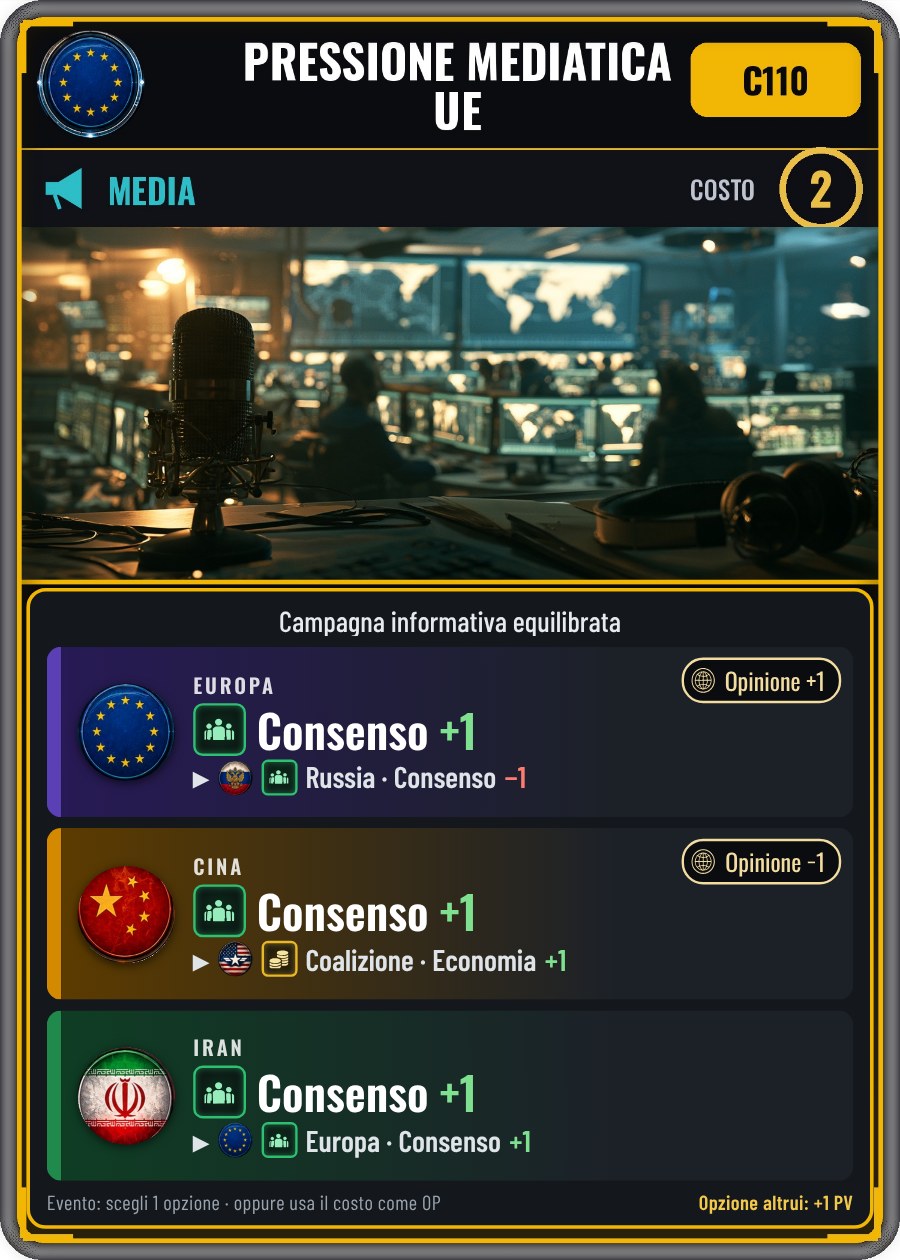 PRESSIONE MEDIATICA
UE
C110
MEDIA
COSTO
2
Campagna informativa equilibrata
EUROPA
Opinione +1
Consenso +1
▶ Russia · Consenso −1
CINA
Opinione −1
Consenso +1
▶ Coalizione · Economia +1
IRAN
Consenso +1
▶ Europa · Consenso +1
Evento: scegli 1 opzione · oppure usa il costo come OP
Opzione altrui: +1 PV